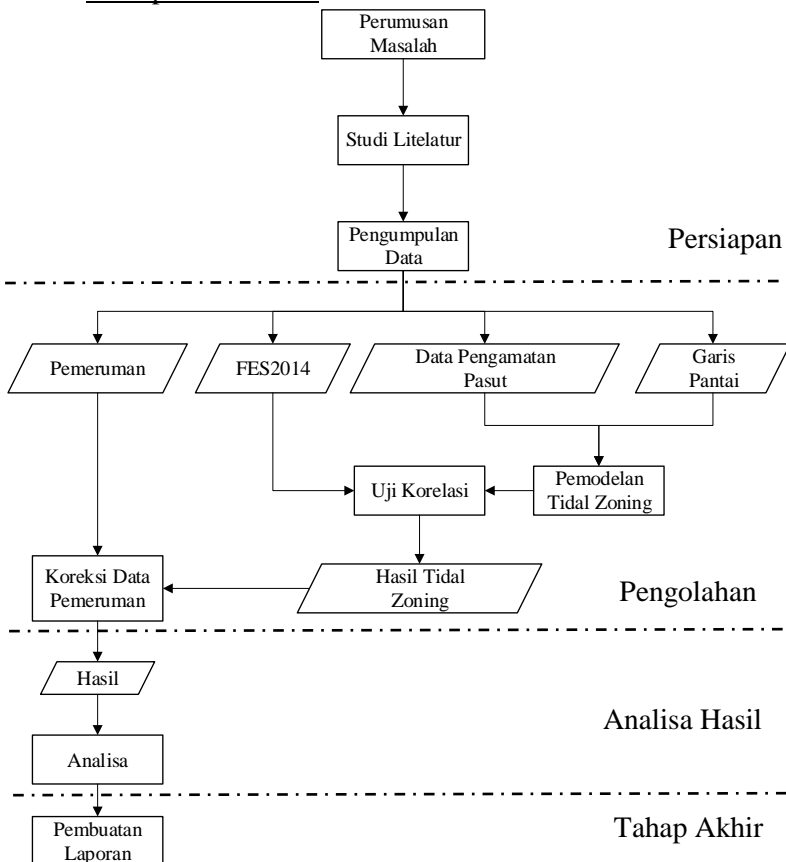 Perumusan
Masalah
Studi Litelatur
Pengumpulan
Data
Persiapan
Pemeruman
FES2014
Data Pengamatan
Pasut
Garis
Pantai
Uji Korelasi
Pemodelan
Tidal Zoning
Koreksi Data
Pemeruman
Hasil Tidal
Zoning
Pengolahan
Hasil
Analisa Hasil
Analisa
Tahap Akhir
Pembuatan
Laporan